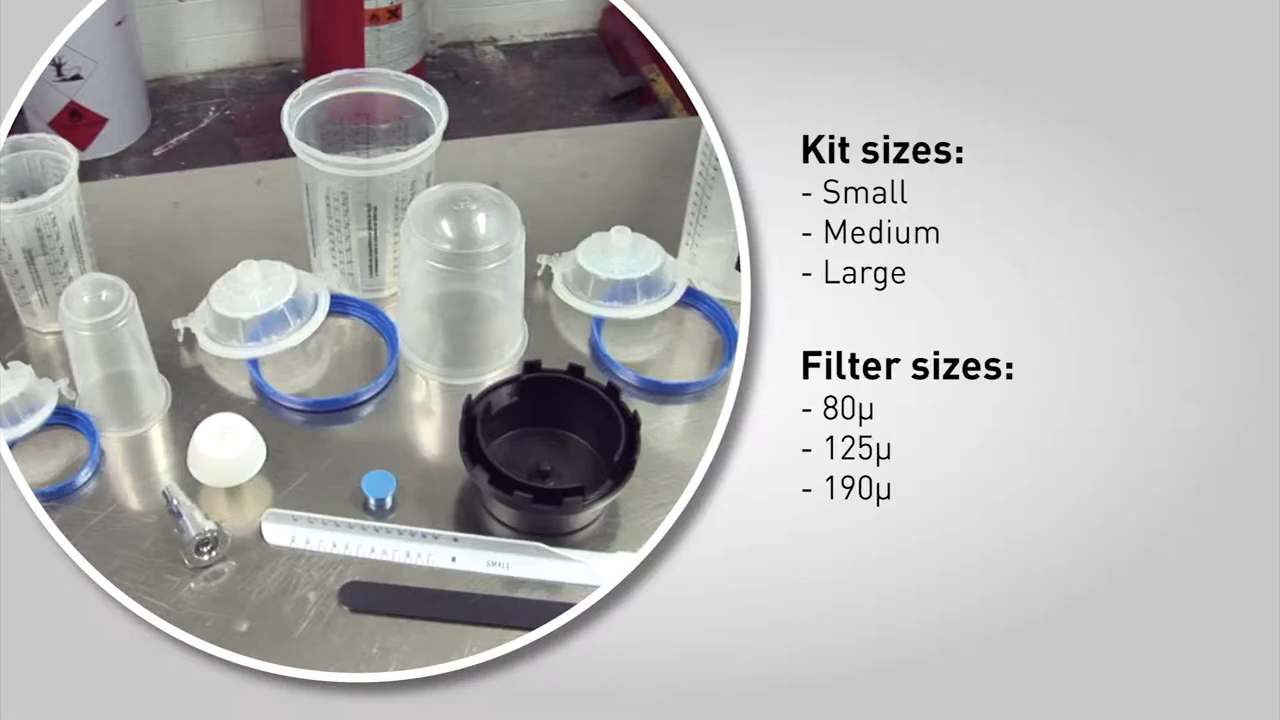 Kit sizes:
- Small
- Medium
- Large
Filter sizes:
- 80µ
- 125µ
- 190µ
SMALL